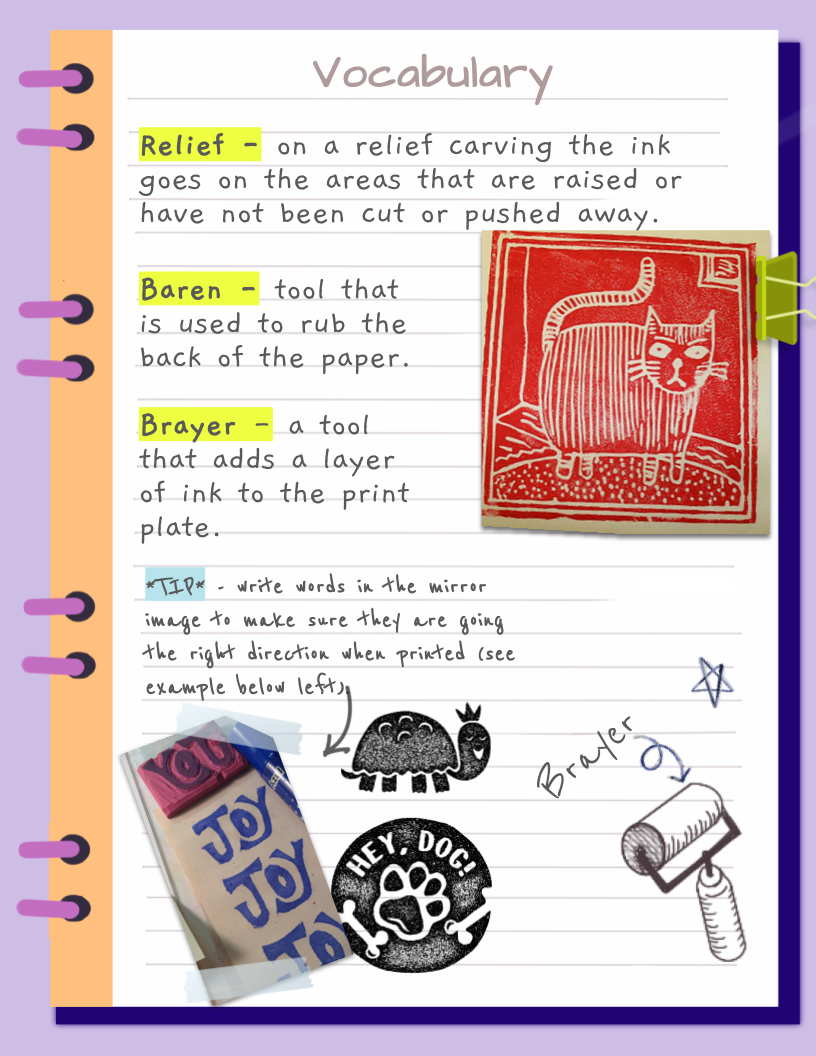 Vocabulary
Relief - on a relief carving the ink
goes on the areas that are raised or
have not been cut or pushed away.
Baren - tool that
is used to rub the
back of the paper.
Brayer - a tool
that adds a layer
of ink to the print
plate.
*TIP* - write words in the mirror
image to make sure they are going
the right direction when printed (see
example below left).
Brayer
YOU
JOY
JOY
JOY
HEY, DOG!